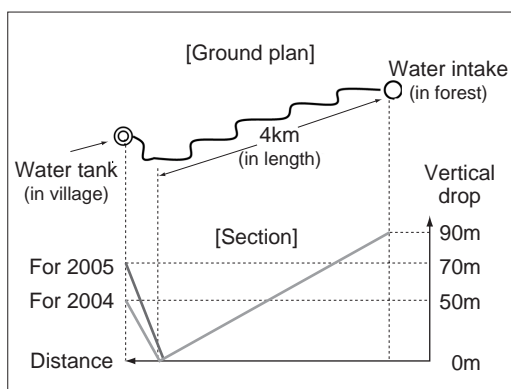 [Ground plan]
Water intake
(in forest)
4km
(in length)
Water tank
(in village)
Vertical
drop
[Section]
90m
For 2005
70m
For 2004
50m
Distance
0m